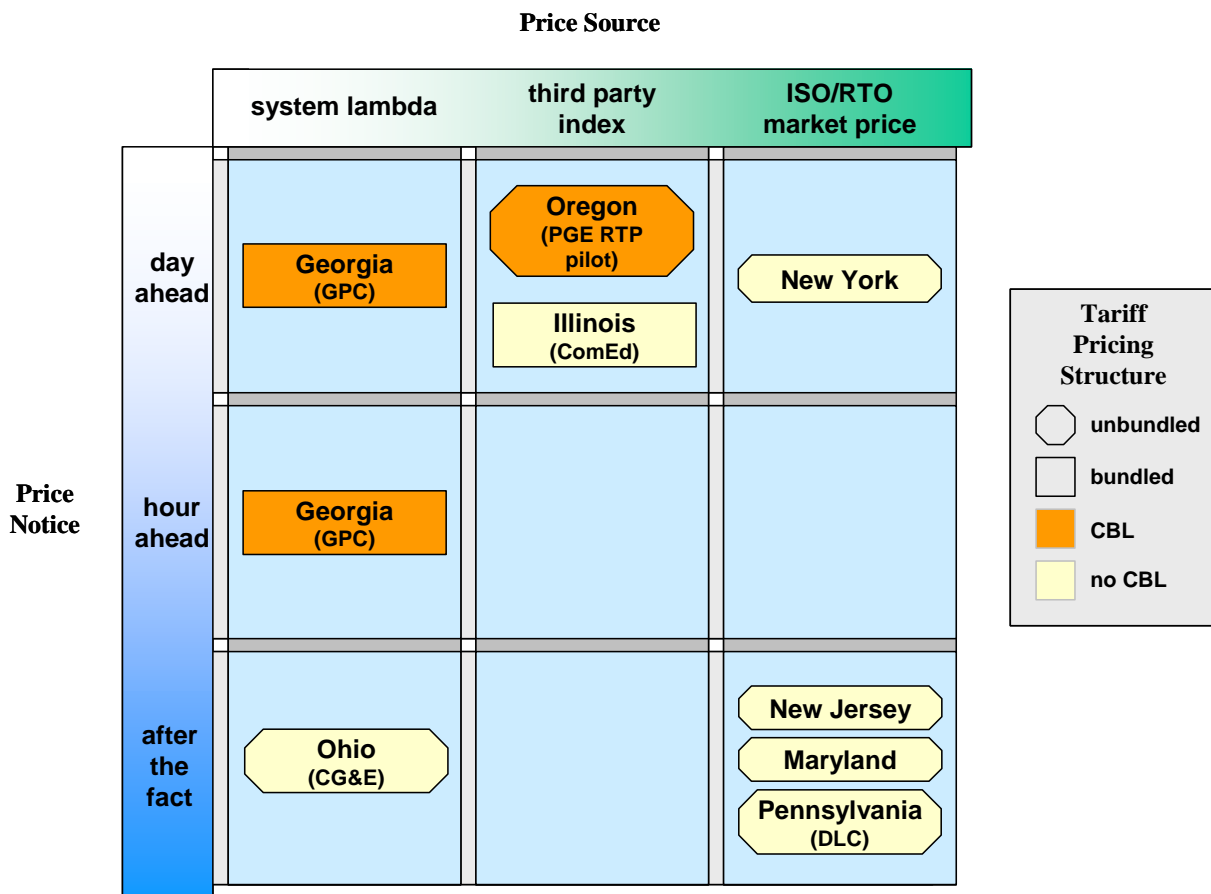 Price Source
system lambda
third party
index
ISO/RTO
market price
day
ahead
Georgia
(GPC)
Oregon
(PGE RTP
pilot)
Illinois
(ComEd)
New York
Price
Notice
hour
ahead
Georgia
(GPC)
after
the
fact
Ohio
(CG&E)
New Jersey
Maryland
Pennsylvania
(DLC)
Tariff
Pricing
Structure
unbundled
bundled
CBL
no CBL